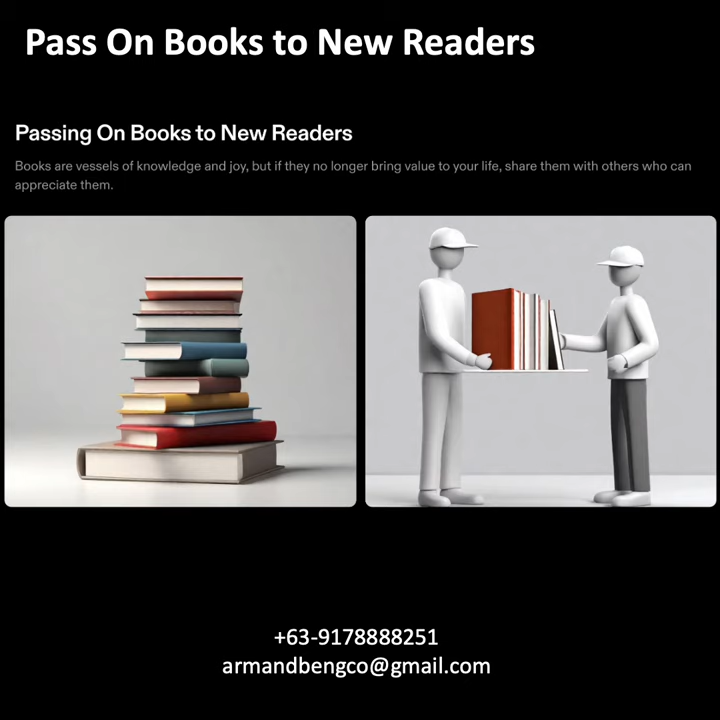 Pass On Books to New Readers
Passing On Books to New Readers
Books are vessels of knowledge and joy, but if they no longer bring value to your life, share them with others who can
appreciate them.
+63-9178888251
armandbengco@gmail.com